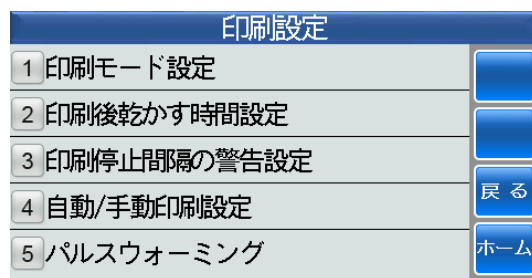 印刷設定
1 印刷モード設定
2 印刷後乾かす時間設定
3 印刷停止間隔の警告設定
4 自動/手動印刷設定
5 パルスウォーミング
戻る
ホーム